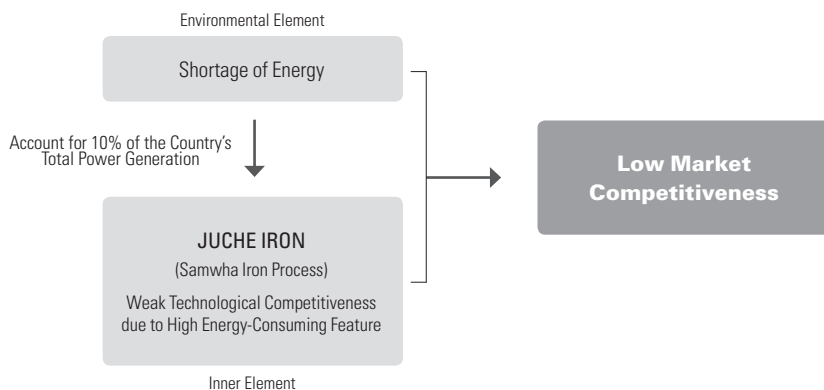 Environmental Element
Shortage of Energy
Account for 10% of the Country's
Total Power Generation
JUCHE IRON
(Samwha Iron Process)
Weak Technological Competitiveness
due to High Energy-Consuming Feature
Inner Element
Low Market
Competitiveness